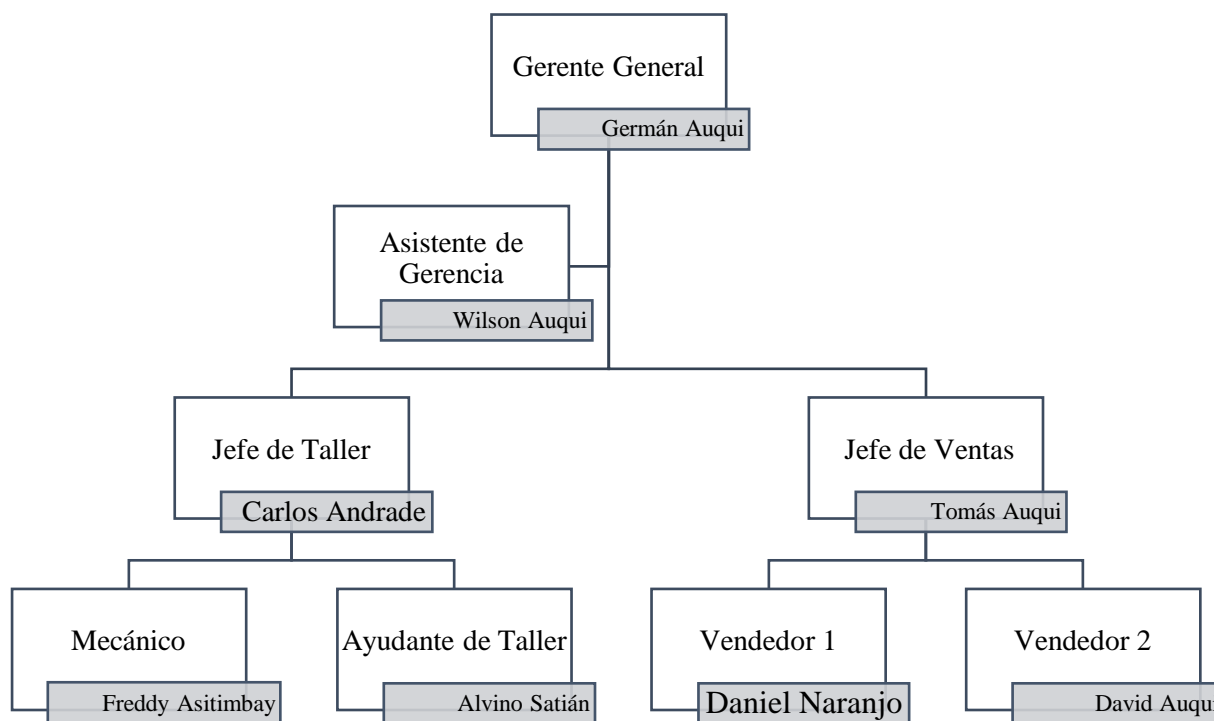 Gerente General
Germán Auqui
Asistente de
Gerencia
Wilson Auqui
Jefe de Taller
Carlos Andrade
Jefe de Ventas
Tomás Auqui
Mecánico
Freddy Asitimbay
Ayudante de Taller
Alvino Satián
Vendedor 1
Daniel Naranjo
Vendedor 2
David Auqui